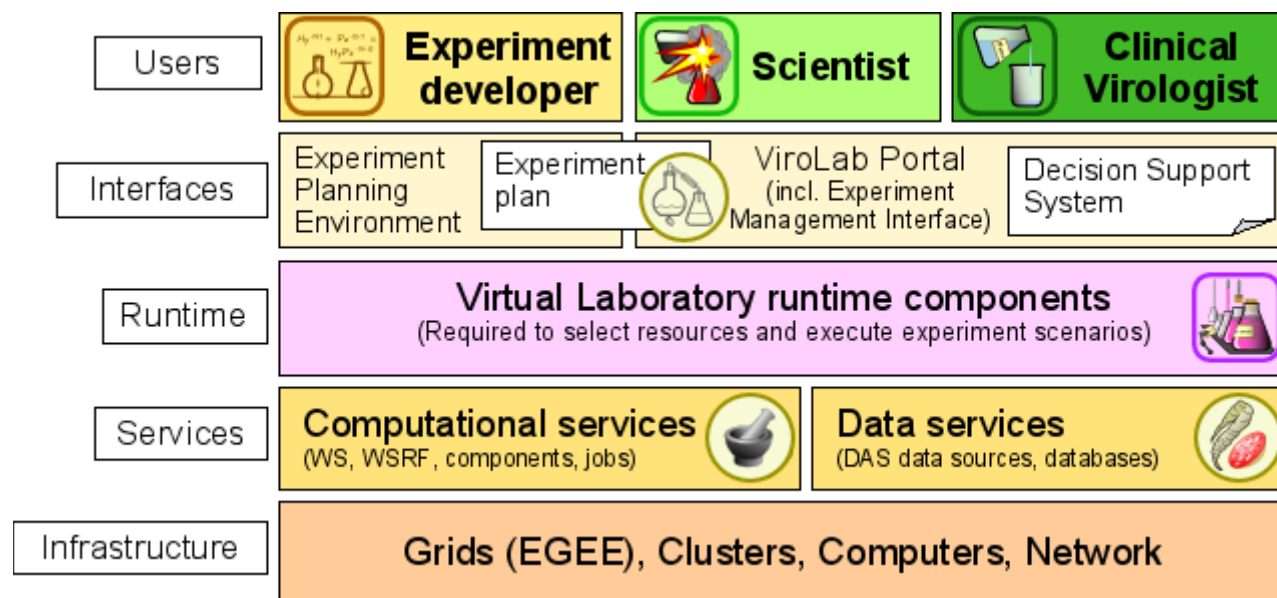 Users
Experiment
developer
Scientist
Clinical
Virologist
Interfaces
Experiment
Planning
Environment
Experiment
plan
ViroLab Portal
(incl. Experiment
Management Interface)
Decision Support
System
Runtime
Virtual Laboratory runtime components
(Required to select resources and execute experiment scenarios)
Services
Computational services
(WS, WSRF, components, jobs)
Data services
(DAS data sources, databases)
Infrastructure
Grids (EGEE), Clusters, Computers, Network